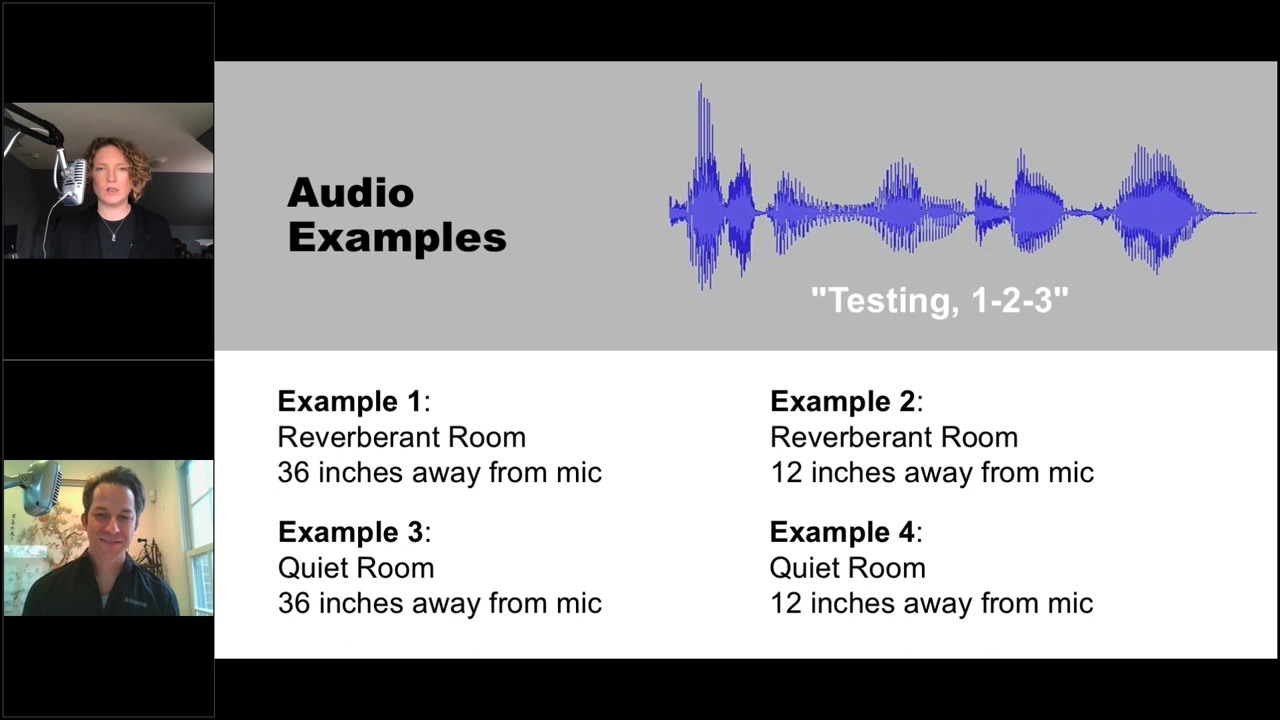 Audio
Examples
"Testing, 1-2-3"
Example 1:
Reverberant Room
36 inches away from mic
Example 2:
Reverberant Room
12 inches away from mic
Example 3:
Quiet Room
36 inches away from mic
Example 4:
Quiet Room
12 inches away from mic
SHURE